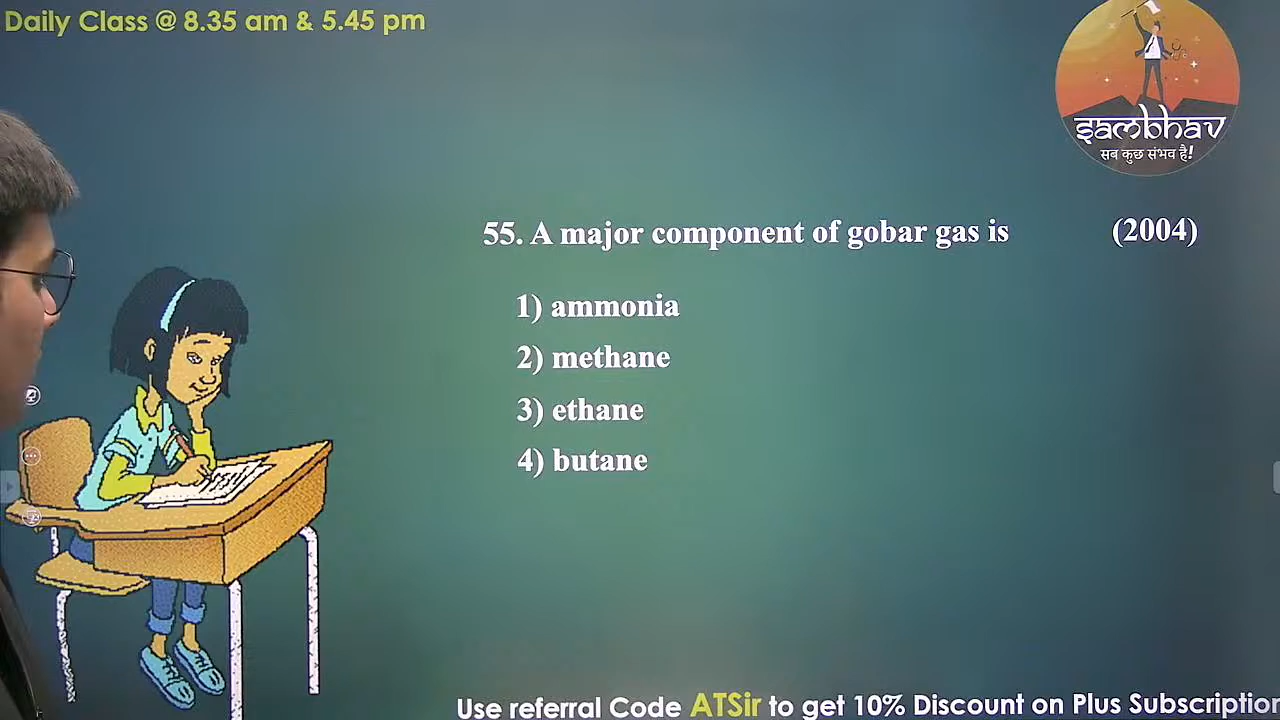 Daily Class @ 8.35 am & 5.45 pm
sambhav
सब कुछ संभव है!
55. A major component of gobar gas is (2004)
1) ammonia
2) methane
3) ethane
4) butane
Use referral Code ATSir to get 10% Discount on Plus Subscription